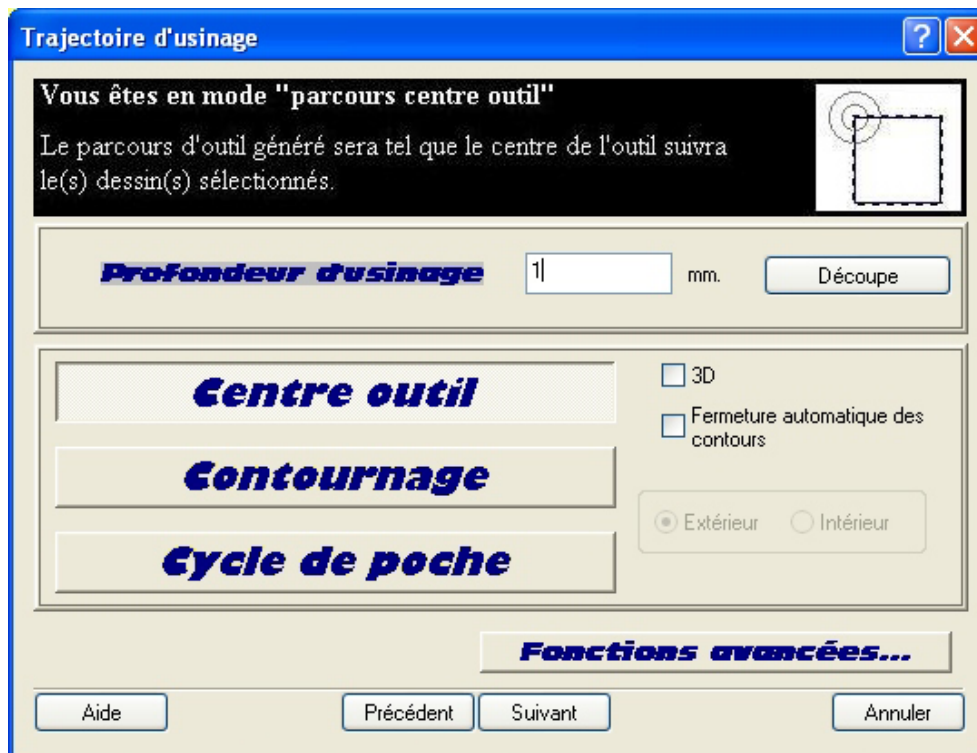 Trajectoire d'usinage
Vous êtes en mode "parcours centre outil"
Le parcours d'outil généré sera tel que le centre de l'outil suivra
le(s) dessin(s) sélectionnés.
Profondeur d'usinage 1 mm. Découpe
Centre outil
3D
Fermeture automatique des
contours
Contournage
Extérieur Intérieur
Cycle de poche
Fonctions avancées...
Aide Précédent Suivant Annuler